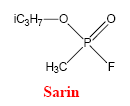 iC₃H₇—O O
P
H₃C F
Sarin